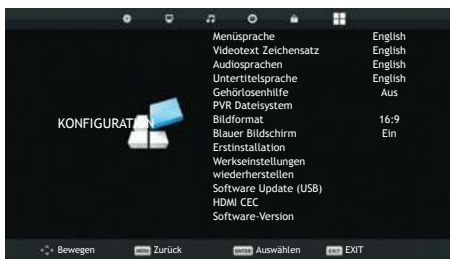 Menüsprache English
Videotext Zeichensatz English
Audiosprachen English
Untertitelsprache English
Gehörlosenhilfe Aus
PVR Dateisystem
KONFIGURATION
Bildformat 16:9
Blauer Bildschirm Ein
Erstinstallation
Werkseinstellungen
wiederherstellen
Software Update (USB)
HDMI CEC
Software-Version
Bewegen MENU Zurück ENTER Auswählen EXIT EXIT